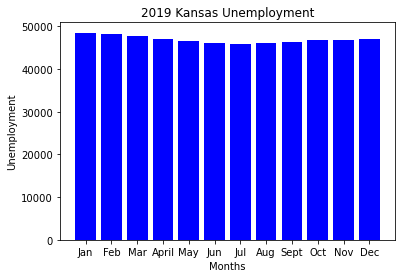 2019 Kansas Unemployment
Unemployment
50000
40000
30000
20000
10000
0
Jan Feb Mar April May Jun Jul Aug Sept Oct Nov Dec
Months